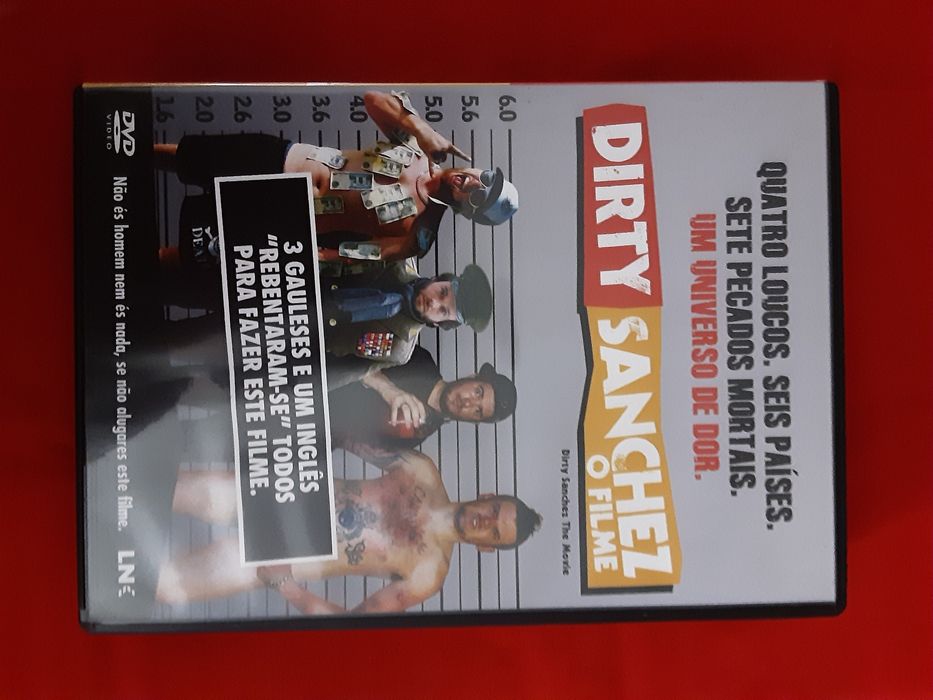 QUATRO LOUCOS. SEIS PAÍSES.
SETE PECADOS MORTAIS.
UM UNIVERSO DE DOR.
DIRTY SANCHEZ
O FILME
Dirty Sanchez The Movie
6.0
5.6
5.0
4.0
3.6
3.0
2.6
2.0
1.6
3 GAULESES E UM INGLÊS
"REBENTARAM-SE" TODOS
PARA FAZER ESTE FILME.
DVD
VIDEO
Não és homem nem és nada, se não alugares este filme.
LNK